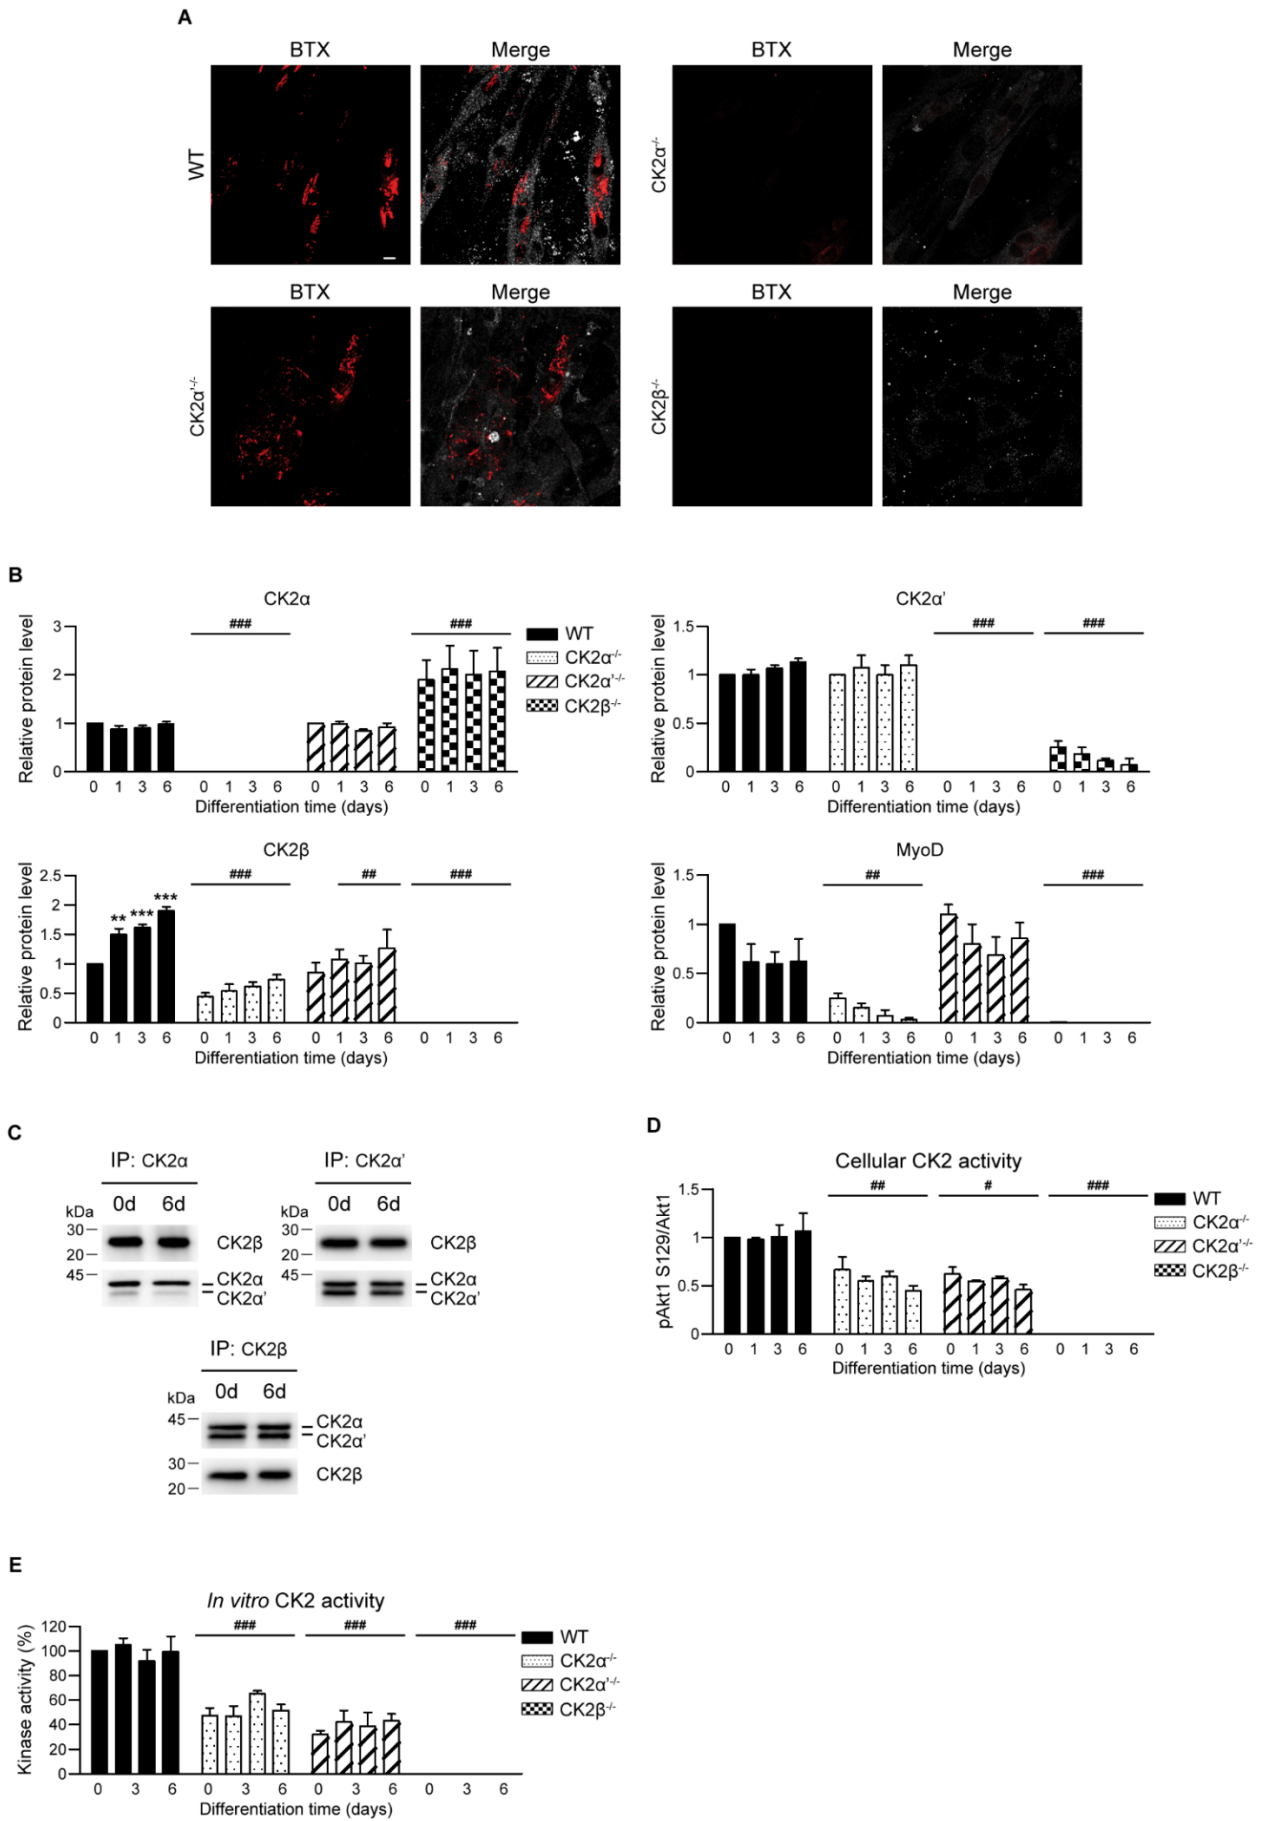 A
BTX Merge BTX Merge
WT CK2α-/-
BTX Merge BTX Merge
CK2α’-/- CK2β-/-
B
CK2α
Relative protein level
3
2
1
0
### ###
0 1 3 6 0 1 3 6 0 1 3 6 0 1 3 6
Differentiation time (days)
WT
CK2α-/-
CK2α’-/-
CK2β-/-
CK2α’
Relative protein level
1.5
1
0.5
0
### ###
0 1 3 6 0 1 3 6 0 1 3 6 0 1 3 6
Differentiation time (days)
CK2β
Relative protein level
2.5
2
1.5
1
0.5
0
** *** *** ### ## ###
0 1 3 6 0 1 3 6 0 1 3 6 0 1 3 6
Differentiation time (days)
MyoD
Relative protein level
1.5
1
0.5
0
## ###
0 1 3 6 0 1 3 6 0 1 3 6 0 1 3 6
Differentiation time (days)
C
IP: CK2α
0d 6d
kDa
30
20
45
CK2β
CK2α
CK2α’
IP: CK2α’
0d 6d
kDa
30
20
45
CK2β
CK2α
CK2α’
IP: CK2β
0d 6d
kDa
45
30
20
CK2α
CK2α’
CK2β
D
Cellular CK2 activity
pAkt1 S129/Akt1
1.5
1
0.5
0
## # ###
0 1 3 6 0 1 3 6 0 1 3 6 0 1 3 6
Differentiation time (days)
WT
CK2α-/-
CK2α’-/-
CK2β-/-
E
In vitro CK2 activity
Kinase activity (%)
120
100
80
60
40
20
0
### ### ###
0 3 6 0 3 6 0 3 6 0 3 6
Differentiation time (days)
WT
CK2α-/-
CK2α’-/-
CK2β-/-